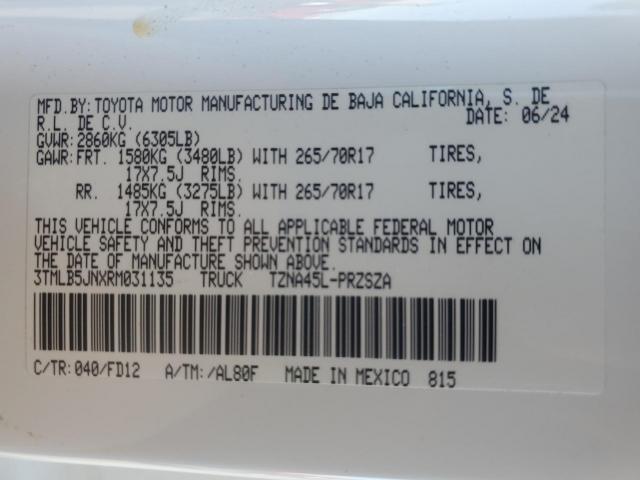 MFD.BY: TOYOTA MOTOR MANUFACTURING DE BAJA CALIFORNIA, S. DE
R.L. DE C.V. DATE: 06/24
GVWR: 2860KG (6305LB)
GAWR: FRT. 1580KG (3480LB) WITH 265/70R17 TIRES,
17X7.5J RIMS.
RR. 1485KG (3275LB) WITH 265/70R17 TIRES,
17X7.5J RIMS.
THIS VEHICLE CONFORMS TO ALL APPLICABLE FEDERAL MOTOR
VEHICLE SAFETY AND THEFT PREVENTION STANDARDS IN EFFECT ON
THE DATE OF MANUFACTURE SHOWN ABOVE.
3TMLB5JNXRM031135 TRUCK TZNA45L-PRZSZA
C/TR: 040/FD12 A/TM: /AL80F MADE IN MEXICO 815